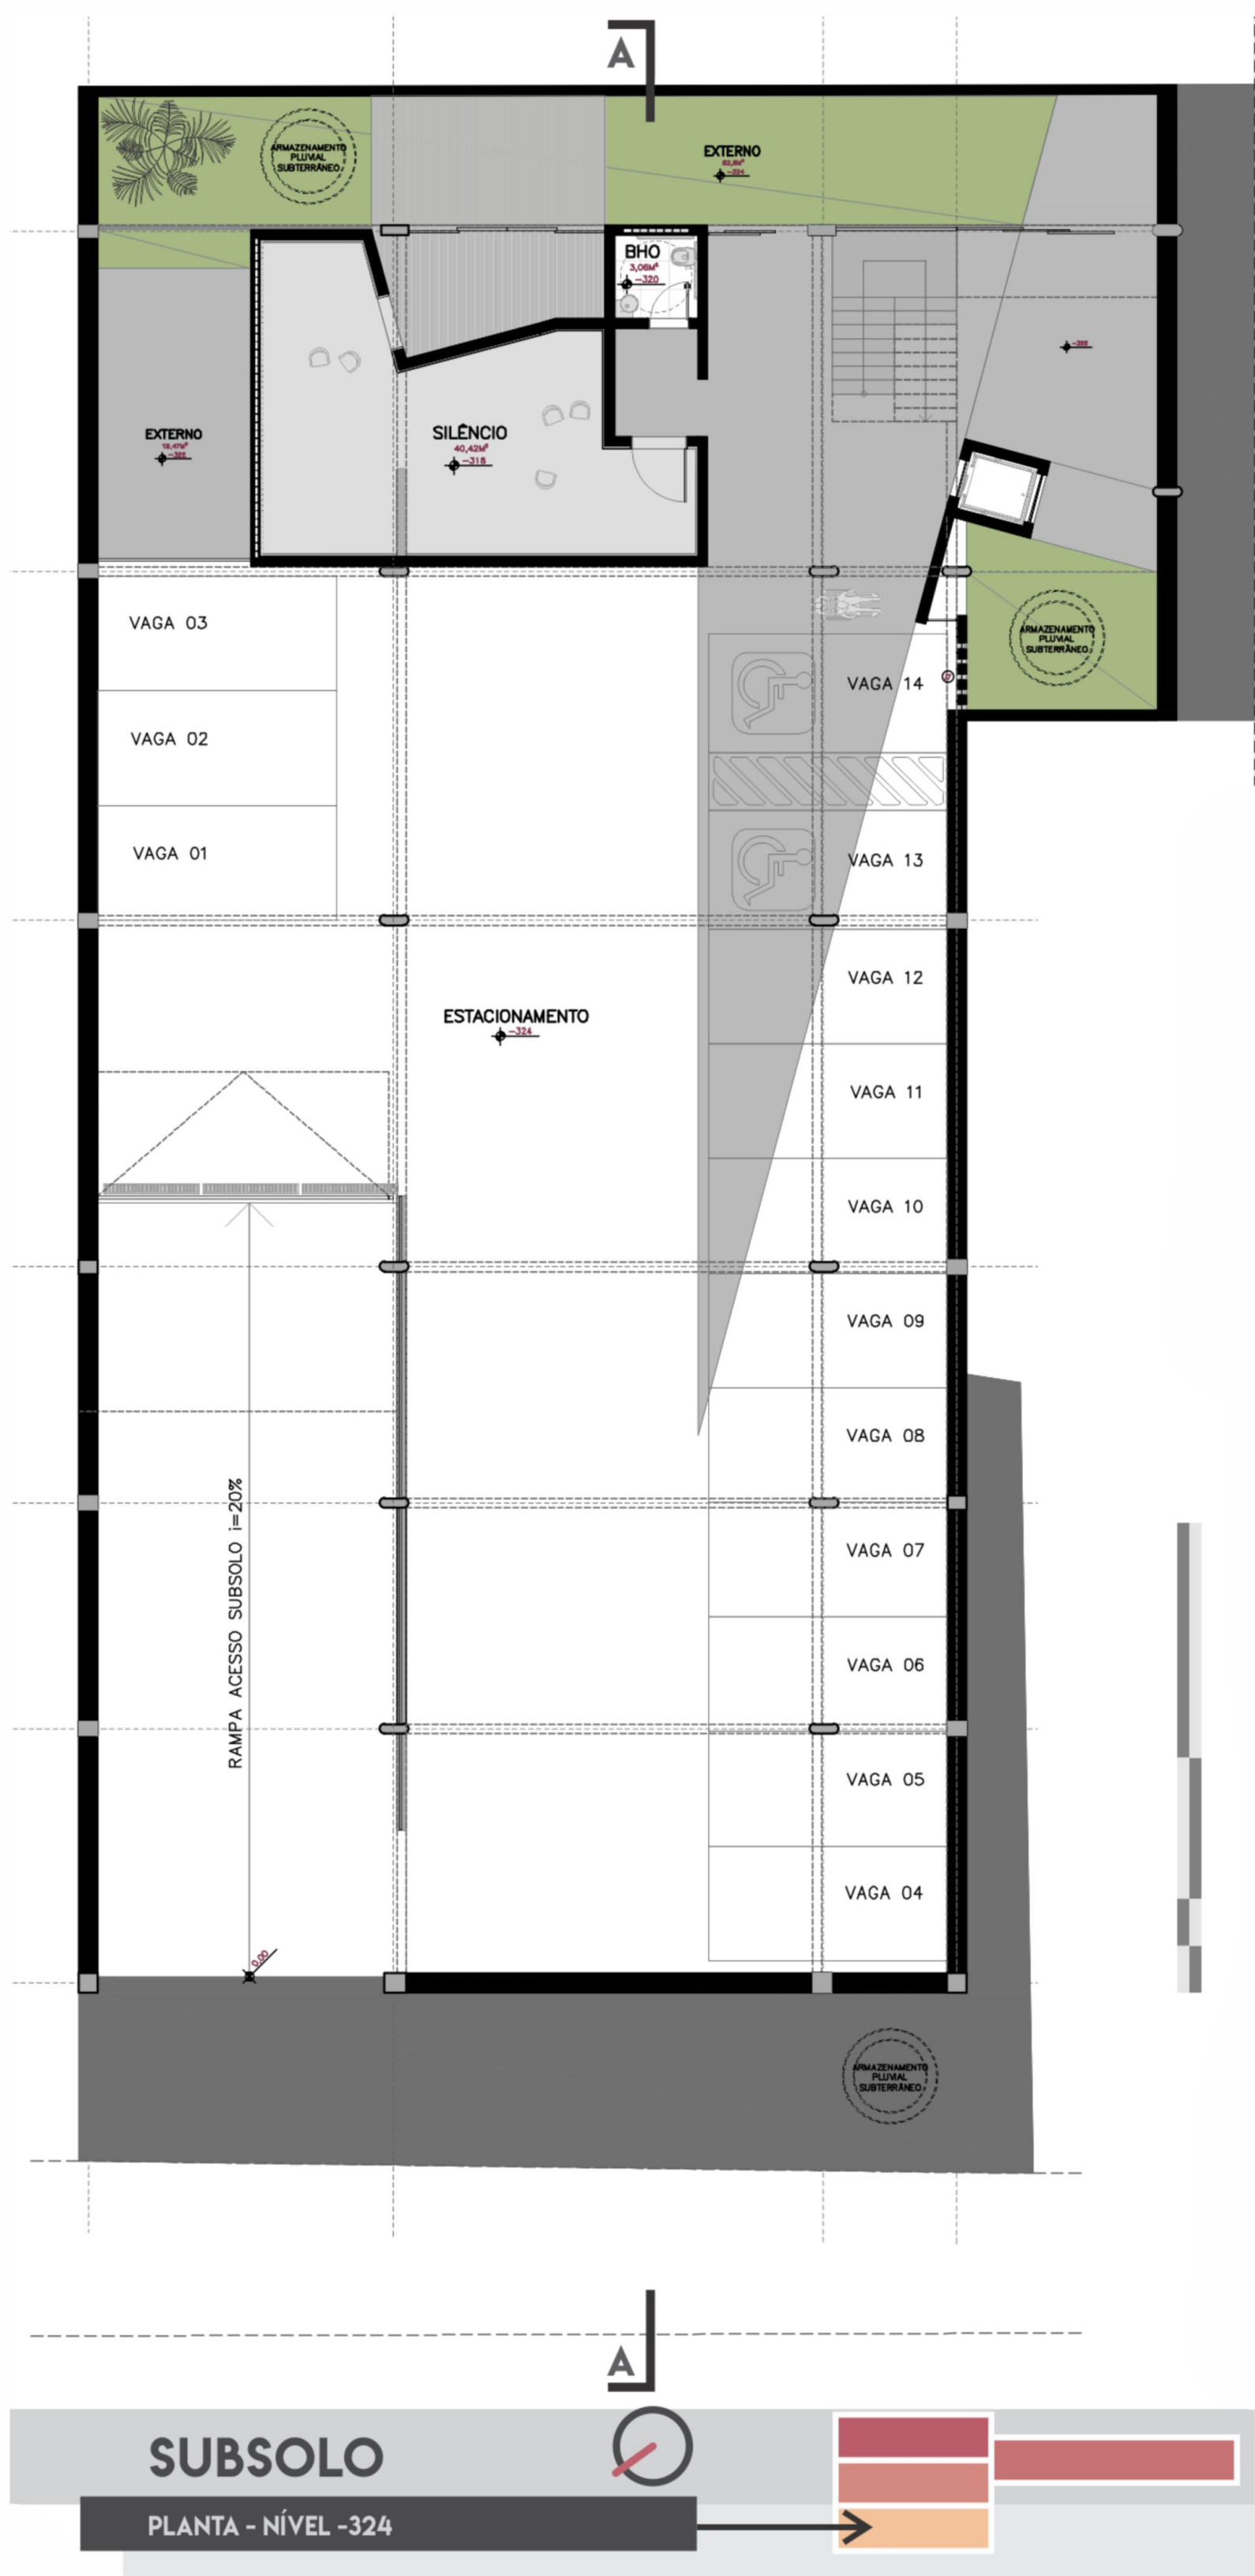 A
ARMAZENAMENTO
PLUVIAL
SUBTERRÂNEO
EXTERNO
-324
BHO
3,06M²
-320
EXTERNO
SILÊNCIO
40,42M²
-318
ARMAZENAMENTO
PLUVIAL
SUBTERRÂNEO
VAGA 03
VAGA 02
VAGA 01
VAGA 14
VAGA 13
VAGA 12
ESTACIONAMENTO
-324
VAGA 11
VAGA 10
VAGA 09
VAGA 08
VAGA 07
VAGA 06
VAGA 05
VAGA 04
RAMPA ACESSO SUBSOLO i=20%
0,00
ARMAZENAMENTO
PLUVIAL
SUBTERRÂNEO
A
SUBSOLO
PLANTA - NÍVEL -324